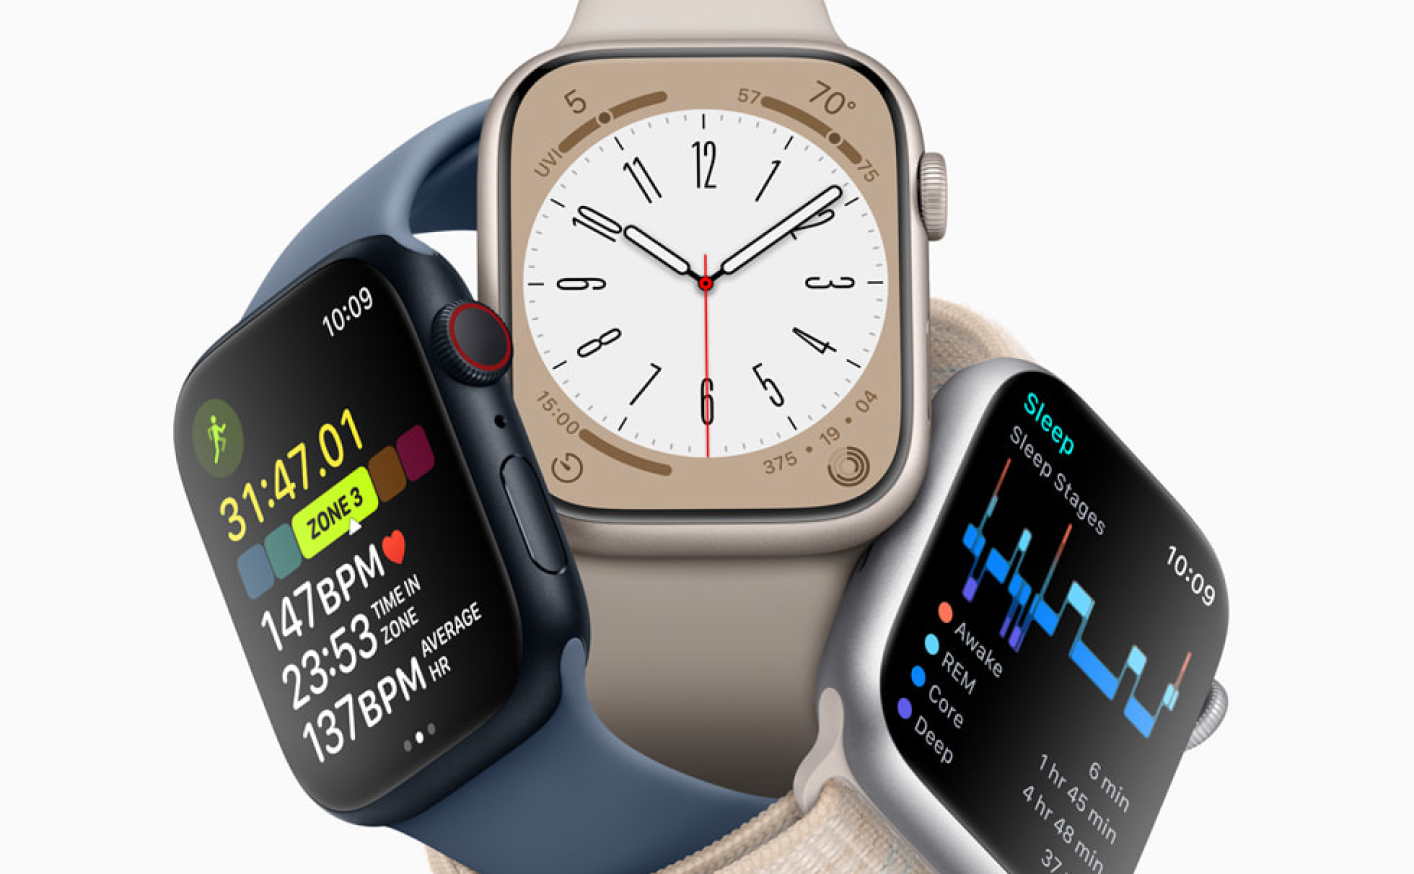 10:09
31:47.01
ZONE 3
147BPM
23:53 TIME IN
ZONE
137BPM AVERAGE
HR
5
UVI
57
70°
75
12
1
2
3
4
5
6
7
8
9
10
11
15:00
375 • 19 • 04
Sleep
Sleep Stages
10:09
Awake
REM
Core
Deep
6 min
1 hr 45 min
4 hr 48 min
37